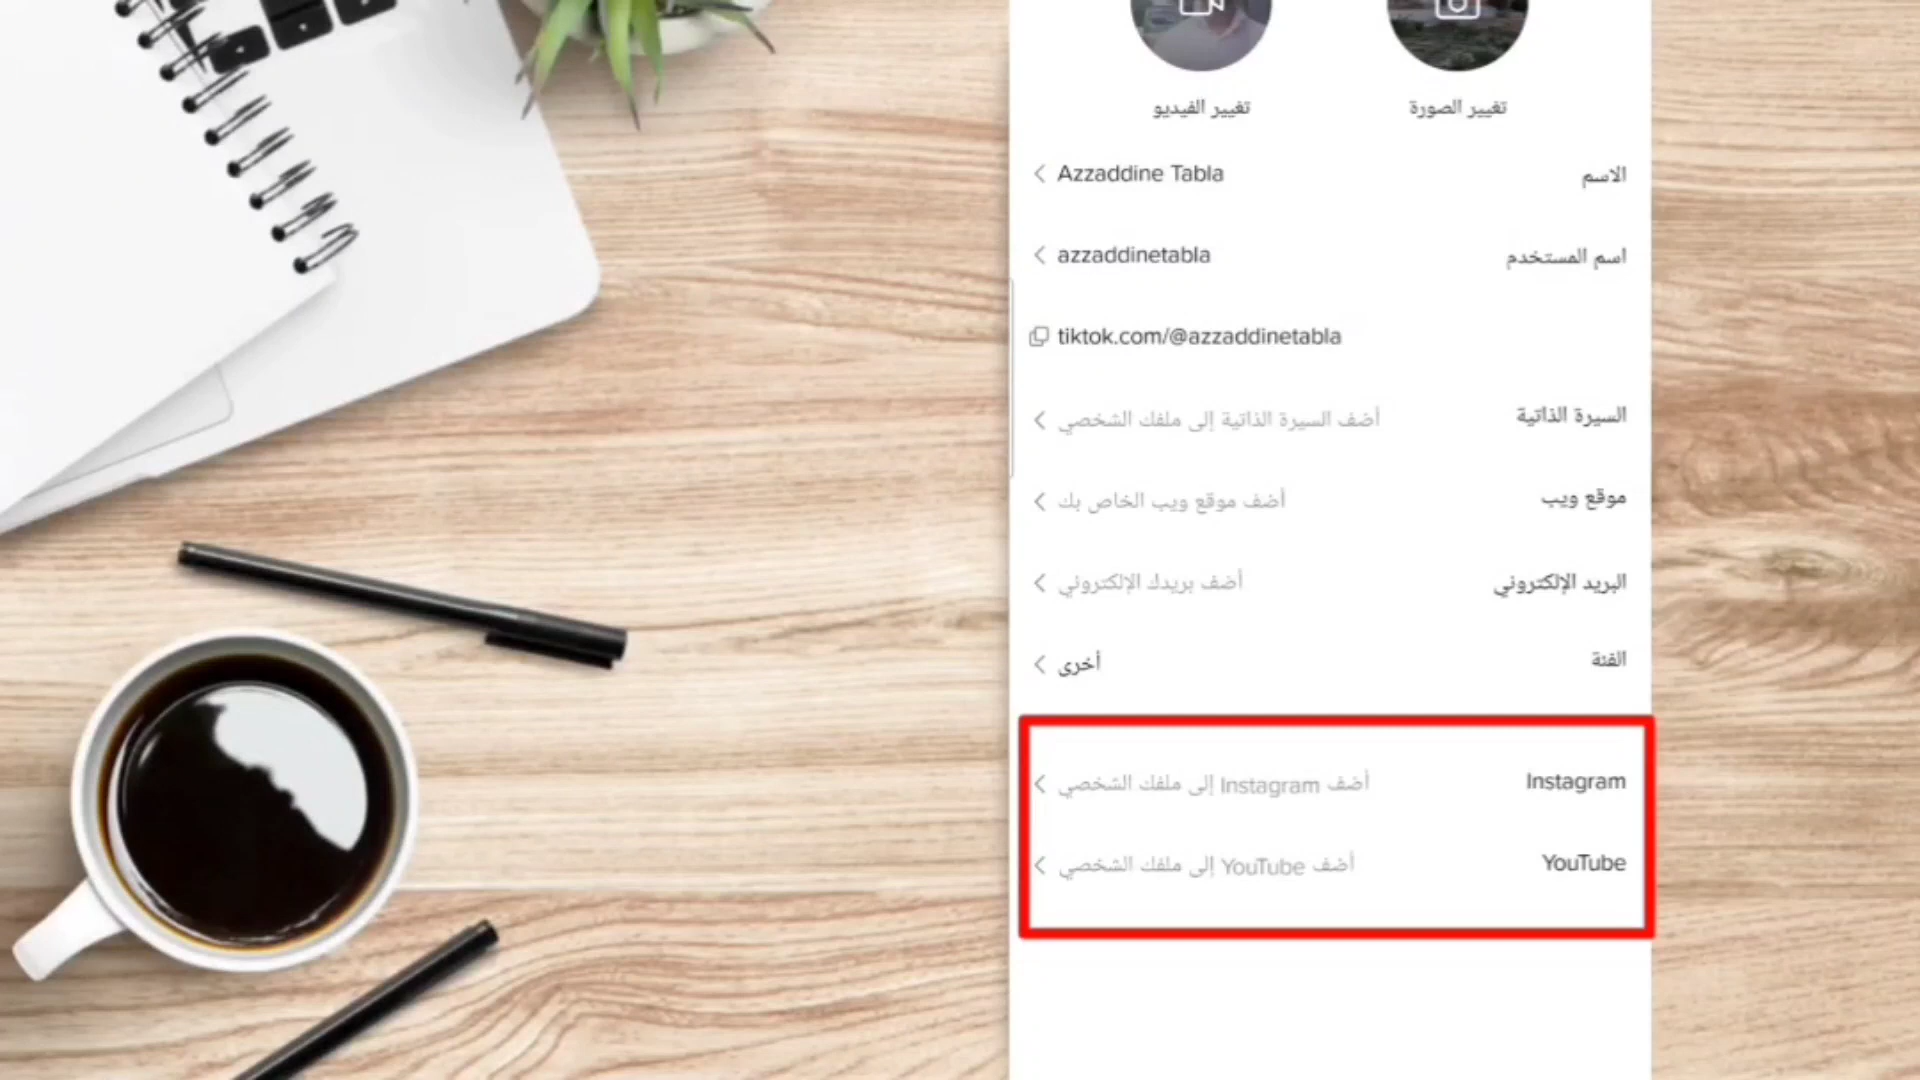 تغيير الصورة
تغيير الفيديو
الاسم
Azzaddine Tabla
اسم المستخدم
azzaddinetabla
tiktok.com/@azzaddinetabla
السيرة الذاتية
أضف السيرة الذاتية إلى ملفك الشخصي
موقع ويب
أضف موقع ويب الخاص بك
البريد الإلكتروني
أضف بريدك الإلكتروني
الفئة
أخرى
Instagram
أضف Instagram إلى ملفك الشخصي
YouTube
أضف YouTube إلى ملفك الشخصي